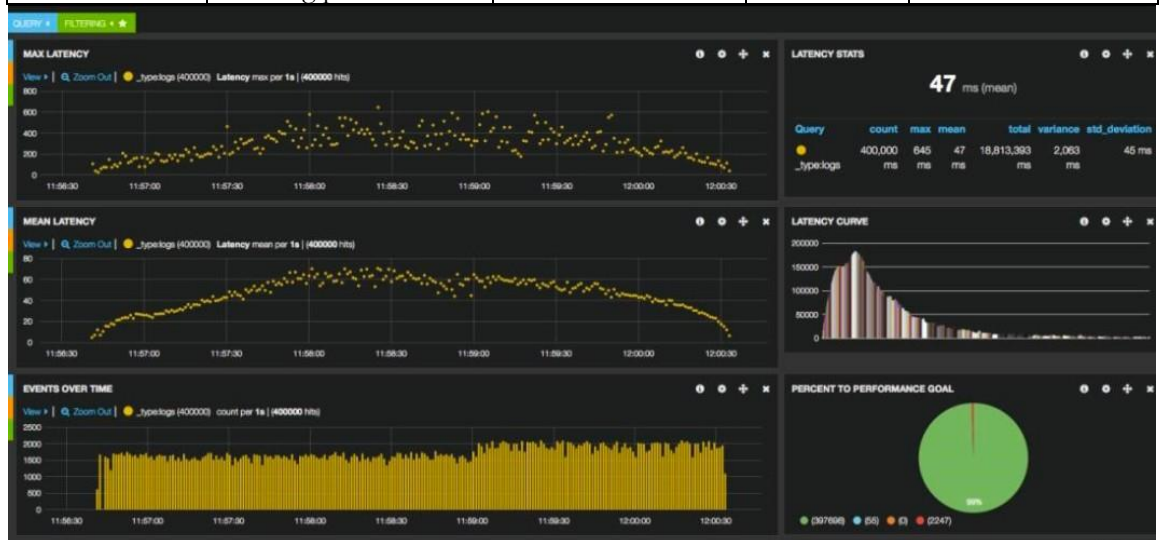 QUERY FILTERING
MAX LATENCY
View | Zoom Out | _type:logs (400000) Latency max per 1s | (400000 hits)
800
600
400
200
0
11:56:30 11:57:00 11:57:30 11:58:00 11:58:30 11:59:00 11:59:30 12:00:00 12:00:30
LATENCY STATS
47 ms (mean)
Query count max mean total variance std_deviation
_type:logs 400,000 ms 645 ms 47 ms 18,813,393 ms 2,063 ms 45 ms
MEAN LATENCY
View | Zoom Out | _type:logs (400000) Latency mean per 1s | (400000 hits)
80
60
40
20
0
11:56:30 11:57:00 11:57:30 11:58:00 11:58:30 11:59:00 11:59:30 12:00:00 12:00:30
LATENCY CURVE
200000
150000
100000
50000
0
EVENTS OVER TIME
View | Zoom Out | _type:logs (400000) count per 1s | (400000 hits)
2500
2000
1500
1000
500
0
11:56:30 11:57:00 11:57:30 11:58:00 11:58:30 11:59:00 11:59:30 12:00:00 12:00:30
PERCENT TO PERFORMANCE GOAL
99%
(397698) (55) (0) (2247)